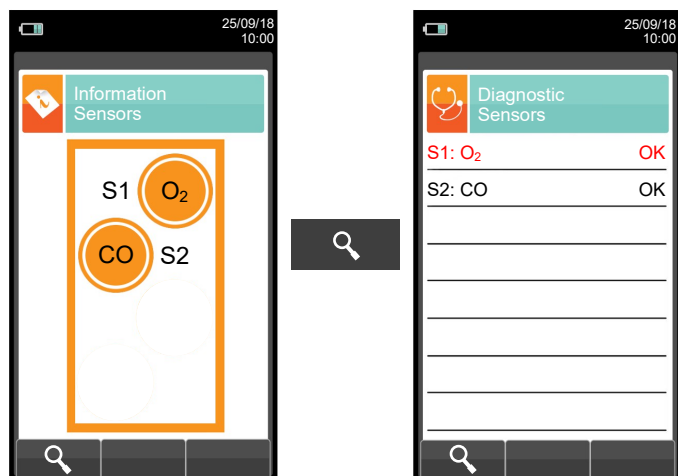 25/09/18
10:00
Information
Sensors
S1 O₂
CO S2
25/09/18
10:00
Diagnostic
Sensors
S1: O₂ OK
S2: CO OK